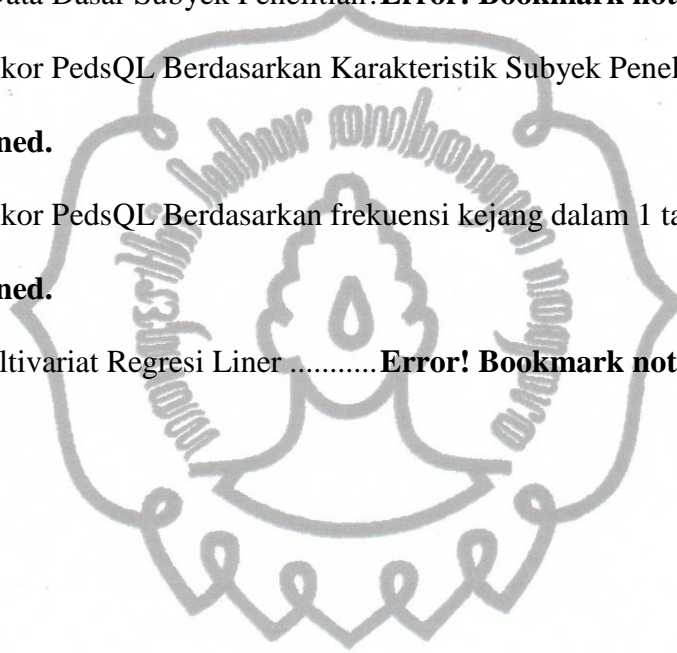 Data Dasar Subyek Penelitian.Error! Bookmark not
kor PedsQL Berdasarkan Karakteristik Subyek Penel
ned.
kor PedsQL Berdasarkan frekuensi kejang dalam 1 ta
ned.
ltivariat Regresi Liner ..........Error! Bookmark not